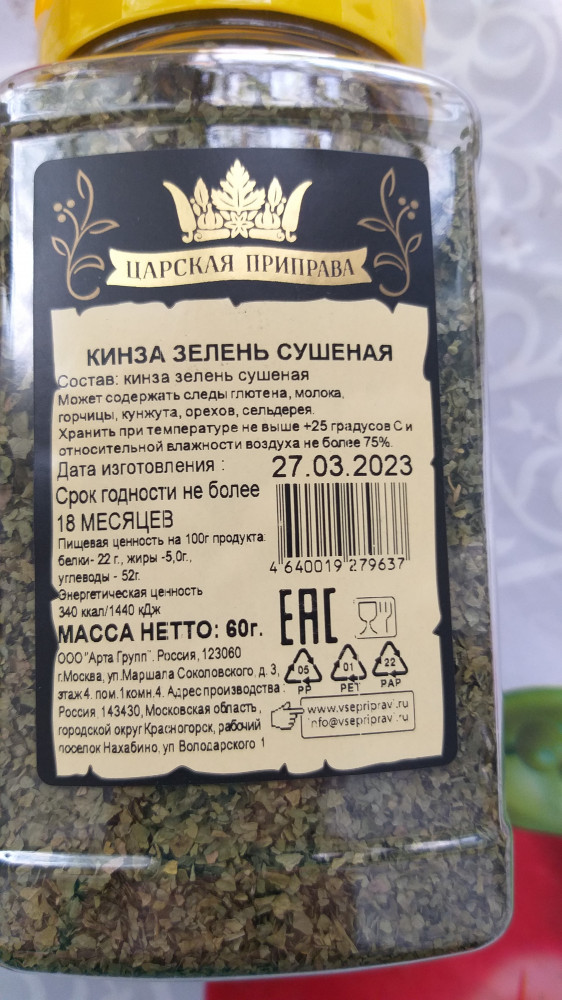 ЦАРСКАЯ ПРИПРАВА
КИНЗА ЗЕЛЕНЬ СУШЕНАЯ
Состав: кинза зелень сушеная
Может содержать следы глютена, молока,
горчицы, кунжута, орехов, сельдерея.
Хранить при температуре не выше +25 градусов С и
относительной влажности воздуха не более 75%.
Дата изготовления : 27.03.2023
Срок годности не более
18 МЕСЯЦЕВ
Пищевая ценность на 100г продукта:
белки- 22 г., жиры -5,0г.,
углеводы - 52г.
Энергетическая ценность
340 ккал/1440 кДж
4 640019 279637
МАССА НЕТТО: 60г.
EAC
ООО "Арта Групп". Россия, 123060
г.Москва, ул.Маршала Соколовского, д. 3,
этаж 4. пом.1комн.4. Адрес производства :
Россия, 143430, Московская область ,
городской округ Красногорск, рабочий
поселок Нахабино, ул Володарского 1
05
PP
01
PET
22
PAP
www.vsepriprav.ru
info@vsepriprav.ru